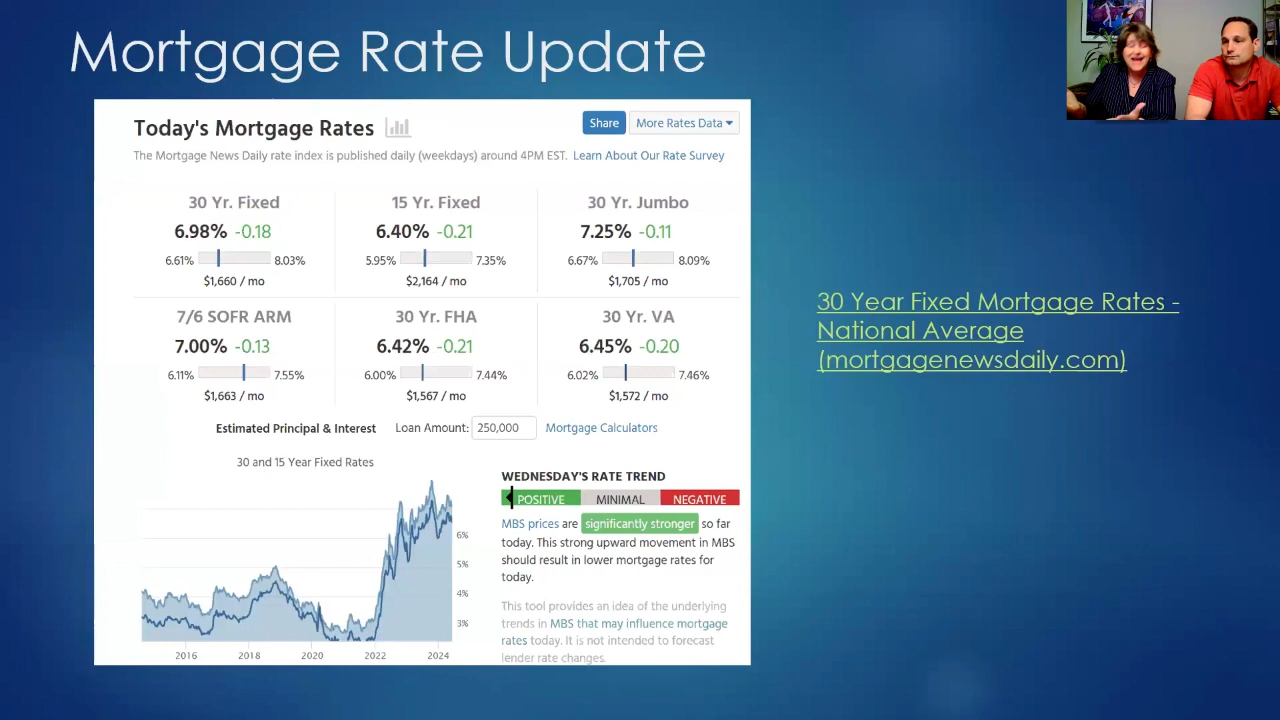 Mortgage Rate Update
Today's Mortgage Rates
Share
More Rates Data
The Mortgage News Daily rate index is published daily (weekdays) around 4PM EST. Learn About Our Rate Survey
30 Yr. Fixed
6.98% -0.18
6.61% 8.03%
$1,660 / mo
15 Yr. Fixed
6.40% -0.21
5.95% 7.35%
$2,164 / mo
30 Yr. Jumbo
7.25% -0.11
6.67% 8.09%
$1,705 / mo
7/6 SOFR ARM
7.00% -0.13
6.11% 7.55%
$1,663 / mo
30 Yr. FHA
6.42% -0.21
6.00% 7.44%
$1,567 / mo
30 Yr. VA
6.45% -0.20
6.02% 7.46%
$1,572 / mo
Estimated Principal & Interest Loan Amount: 250,000 Mortgage Calculators
30 and 15 Year Fixed Rates
6%
5%
4%
3%
2016 2018 2020 2022 2024
WEDNESDAY'S RATE TREND
POSITIVE MINIMAL NEGATIVE
MBS prices are significantly stronger so far
today. This strong upward movement in MBS
should result in lower mortgage rates for
today.
This tool provides an idea of the underlying
trends in MBS that may influence mortgage
rates today. It is not intended to forecast
lender rate changes.
30 Year Fixed Mortgage Rates -
National Average
(mortgagenewsdaily.com)